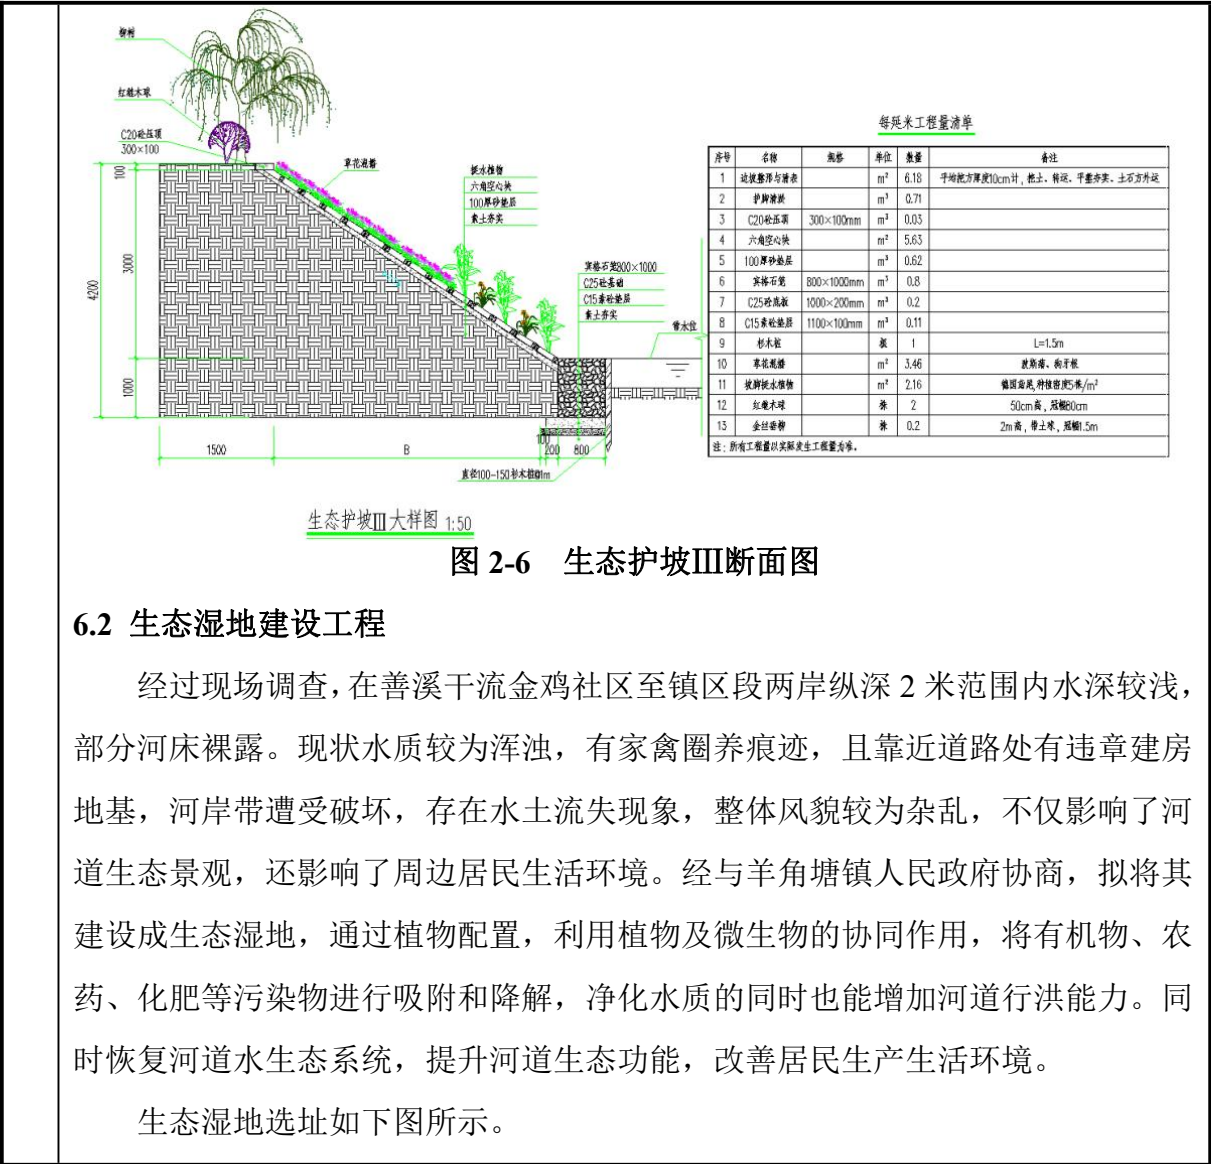 柳树
红继木球
C20砼压顶
300×100
草花混播
挺水植物
六角空心块
100厚砂垫层
素土夯实
宾格石笼800×1000
C25砼基础
C15素砼垫层
素土夯实
常水位
100
3000
4200
1000
1500
B
100
200
800
生态护坡Ⅲ大样图 1:50
每延米工程量清单
序号 名称 规格 单位 数量 备注
1 边坡整形与清表 m² 6.18 平均挖方厚度10cm计，挖土、转运、平整夯实、土石方外运
2 护脚清淤 m³ 0.71
3 C20砼压顶 300×100mm m³ 0.03
4 六角空心块 m² 5.63
5 100厚砂垫层 m³ 0.62
6 宾格石笼 800×1000mm m³ 0.8
7 C25砼底板 1000×200mm m³ 0.2
8 C15素砼垫层 1100×100mm m³ 0.11
9 杉木桩 根 1 L=1.5m
10 草花混播 m² 3.46 波斯菊、狗牙根
11 坡脚挺水植物 m² 2.16 德国鸢尾，种植密度5株/m²
12 红继木球 株 2 50cm高，冠幅80cm
13 金丝垂柳 株 0.2 2m高，带土球，冠幅1.5m
注：所有工程量以实际发生工程量为准。
图 2-6 生态护坡Ⅲ断面图
6.2 生态湿地建设工程
经过现场调查，在善溪干流金鸡社区至镇区段两岸纵深 2 米范围内水深较浅，
部分河床裸露。现状水质较为浑浊，有家禽圈养痕迹，且靠近道路处有违章建房
地基，河岸带遭受破坏，存在水土流失现象，整体风貌较为杂乱，不仅影响了河
道生态景观，还影响了周边居民生活环境。经与羊角塘镇人民政府协商，拟将其
建设成生态湿地，通过植物配置，利用植物及微生物的协同作用，将有机物、农
药、化肥等污染物进行吸附和降解，净化水质的同时也能增加河道行洪能力。同
时恢复河道水生态系统，提升河道生态功能，改善居民生产生活环境。
生态湿地选址如下图所示。